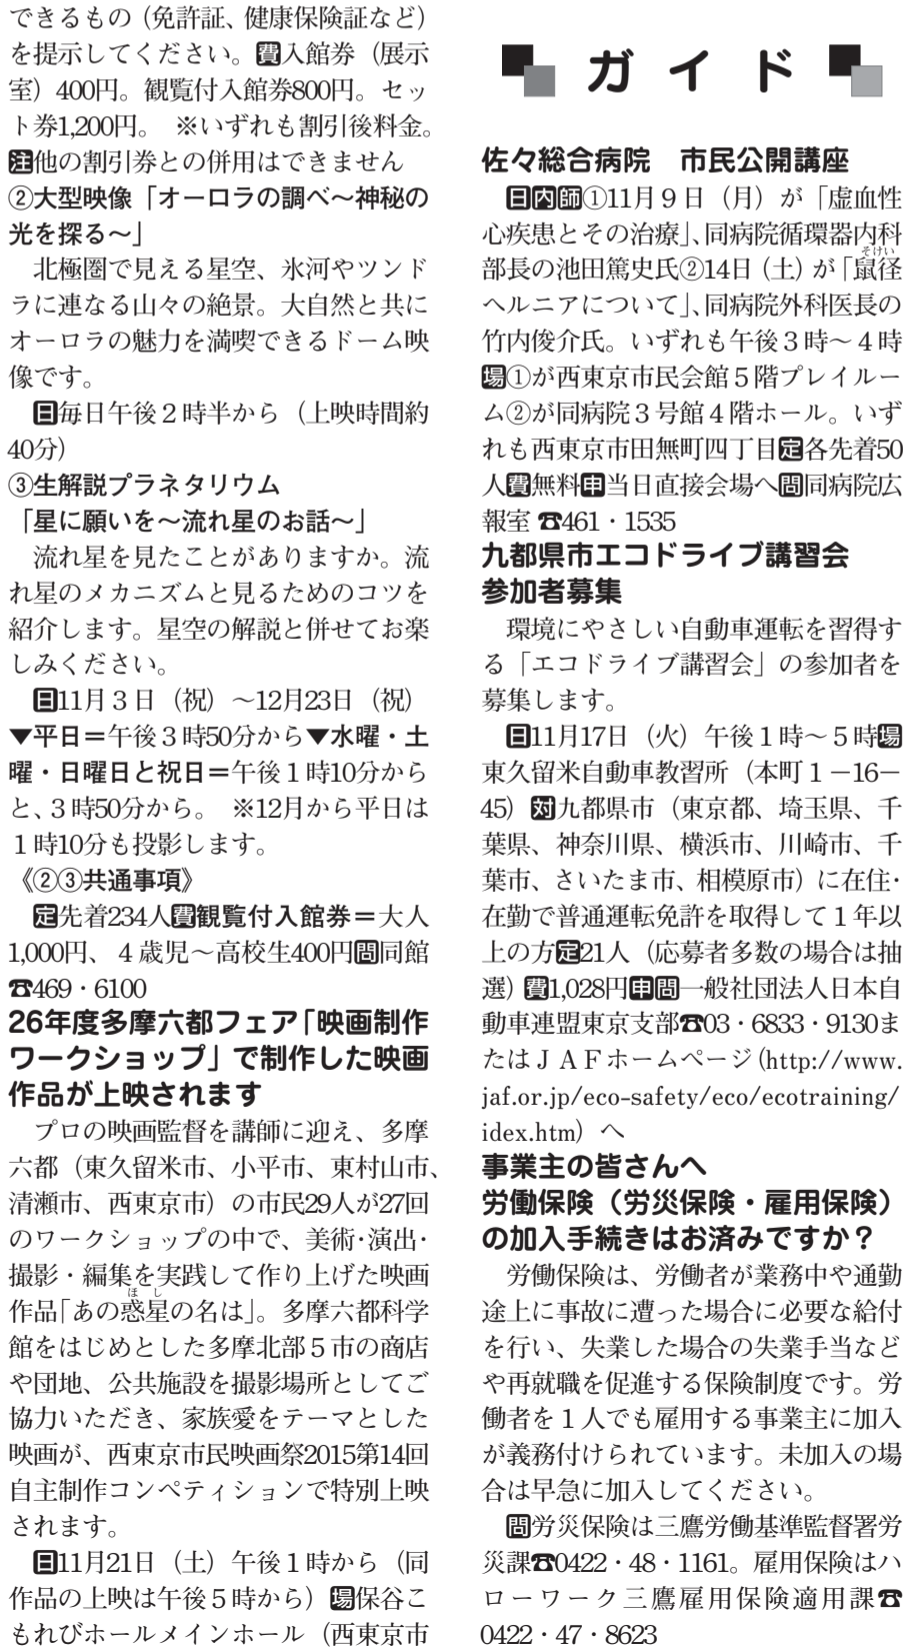 できるもの（免許証、健康保険証など）
を提示してください。費入館券（展示
室）400円。観覧付入館券800円。セッ
ト券1,200円。　※いずれも割引後料金。
注他の割引券との併用はできません
②大型映像「オーロラの調べ〜神秘の
光を探る〜」
　北極圏で見える星空、氷河やツンド
ラに連なる山々の絶景。大自然と共に
オーロラの魅力を満喫できるドーム映
像です。
　日毎日午後２時半から（上映時間約
40分）
③生解説プラネタリウム
「星に願いを〜流れ星のお話〜」
　流れ星を見たことがありますか。流
れ星のメカニズムと見るためのコツを
紹介します。星空の解説と併せてお楽
しみください。
　日11月３日（祝）〜12月23日（祝）
▼平日＝午後３時50分から▼水曜・土
曜・日曜日と祝日＝午後１時10分から
と、３時50分から。　※12月から平日は
１時10分も投影します。
《②③共通事項》
　定先着234人費観覧付入館券＝大人
1,000円、４歳児〜高校生400円問同館
☎469・6100
26年度多摩六都フェア「映画制作
ワークショップ」で制作した映画
作品が上映されます
　プロの映画監督を講師に迎え、多摩
六都（東久留米市、小平市、東村山市、
清瀬市、西東京市）の市民29人が27回
のワークショップの中で、美術・演出・
撮影・編集を実践して作り上げた映画
ほし
作品「あの惑星の名は」。多摩六都科学
館をはじめとした多摩北部５市の商店
や団地、公共施設を撮影場所としてご
協力いただき、家族愛をテーマとした
映画が、西東京市民映画祭2015第14回
自主制作コンペティションで特別上映
されます。
　日11月21日（土）午後１時から（同
作品の上映は午後５時から）場保谷こ
もれびホールメインホール（西東京市
ガイド
佐々総合病院　市民公開講座
　日内師①11月９日（月）が「虚血性
心疾患とその治療」、同病院循環器内科
そけい
部長の池田篤史氏②14日（土）が「鼠径
ヘルニアについて」、同病院外科医長の
竹内俊介氏。いずれも午後３時〜４時
場①が西東京市民会館５階プレイルー
ム②が同病院３号館４階ホール。いず
れも西東京市田無町四丁目定各先着50
人費無料申当日直接会場へ問同病院広
報室 ☎461・1535
九都県市エコドライブ講習会
参加者募集
　環境にやさしい自動車運転を習得す
る「エコドライブ講習会」の参加者を
募集します。
　日11月17日（火）午後１時〜５時場
東久留米自動車教習所（本町１－16－
45）対九都県市（東京都、埼玉県、千
葉県、神奈川県、横浜市、川崎市、千
葉市、さいたま市、相模原市）に在住・
在勤で普通運転免許を取得して１年以
上の方定21人（応募者多数の場合は抽
選）費1,028円申問一般社団法人日本自
動車連盟東京支部☎03・6833・9130ま
たはＪＡＦホームページ（http://www.
jaf.or.jp/eco-safety/eco/ecotraining/
idex.htm）へ
事業主の皆さんへ
労働保険（労災保険・雇用保険）
の加入手続きはお済みですか？
　労働保険は、労働者が業務中や通勤
途上に事故に遭った場合に必要な給付
を行い、失業した場合の失業手当など
や再就職を促進する保険制度です。労
働者を１人でも雇用する事業主に加入
が義務付けられています。未加入の場
合は早急に加入してください。
　問労災保険は三鷹労働基準監督署労
災課☎0422・48・1161。雇用保険はハ
ローワーク三鷹雇用保険適用課☎
0422・47・8623